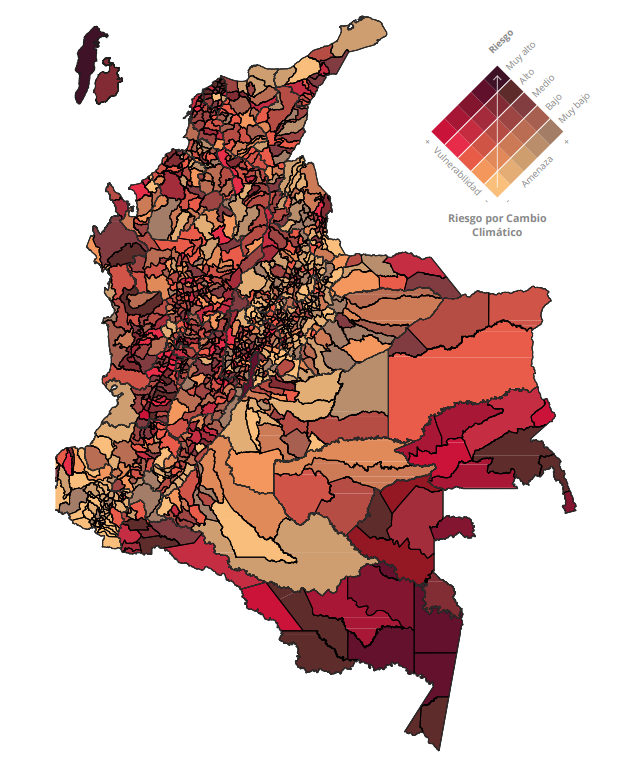 Riesgo
Muy alto
Alto
Medio
Bajo
Muy bajo
Vulnerabilidad
Amenaza
Riesgo por Cambio
Climático